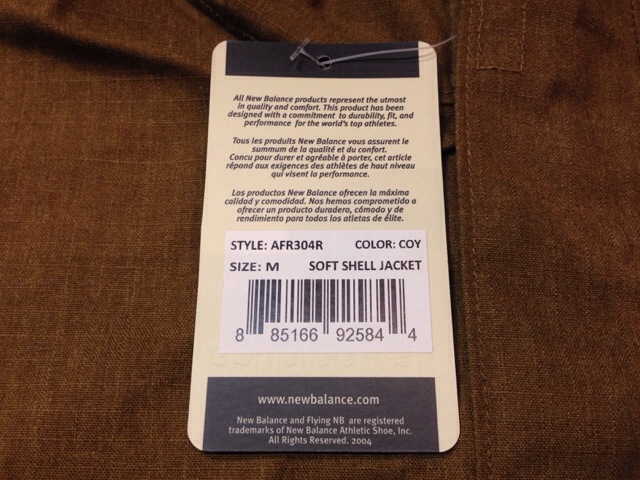 All New Balance products represent the utmost
in quality and comfort. This product has been
designed with a commitment to durability, fit, and
performance for the world's top athletes.
Tous les produits New Balance vous assurent le
summum de la qualité et du confort.
Concu pour durer et agréable à porter, cet article
répond aux exigences des athlètes de haut niveau
qui visent la performance.
Los productos New Balance ofrecen la máxima
calidad y comodidad. Nos hemos comprometido a
ofrecer un producto duradero, cómodo y de
rendimiento para todos los atletas de élite.
STYLE: AFR304R COLOR: COY
SIZE: M SOFT SHELL JACKET
8 85166 92584 4
www.newbalance.com
New Balance and Flying NB are registered
trademarks of New Balance Athletic Shoe, Inc.
All Rights Reserved. 2004